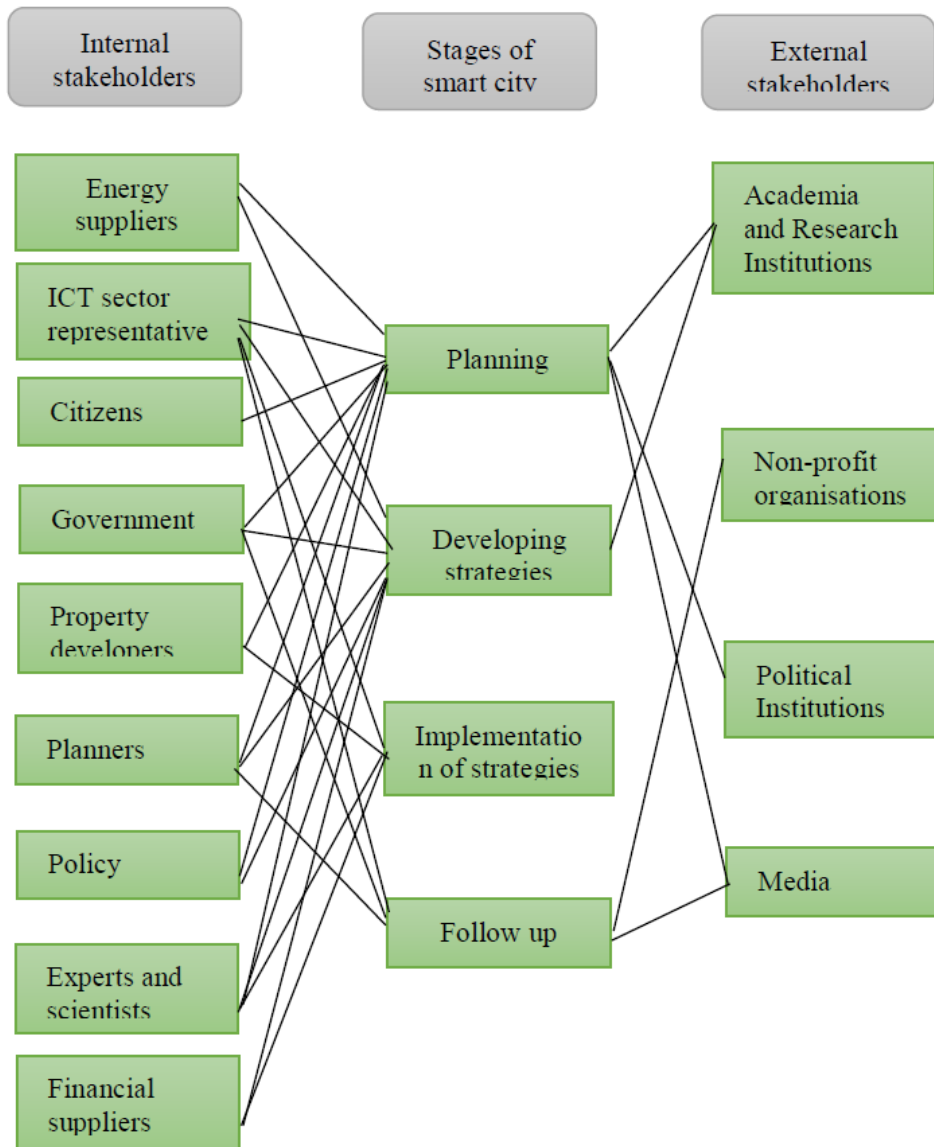 Internal
stakeholders
Stages of
smart city
External
stakeholders
Energy
suppliers
ICT sector
representative
Citizens
Government
Property
developers
Planners
Policy
Experts and
scientists
Financial
suppliers
Planning
Developing
strategies
Implementatio
n of strategies
Follow up
Academia
and Research
Institutions
Non-profit
organisations
Political
Institutions
Media